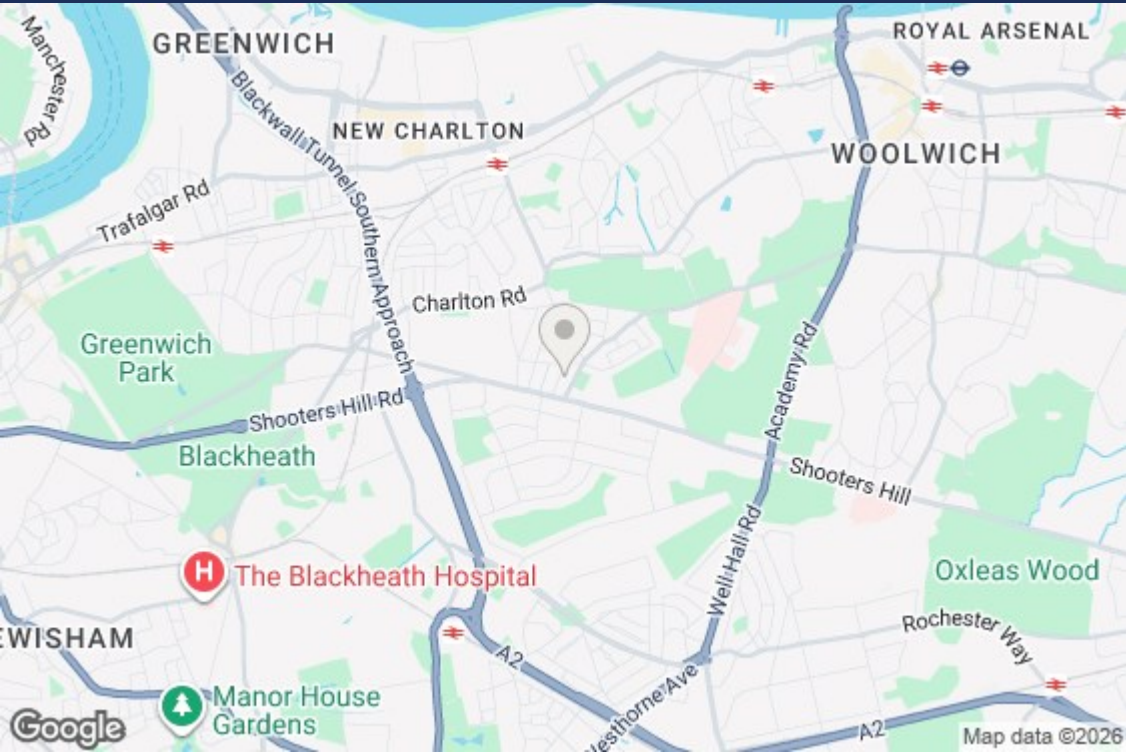 Manchester Rd
GREENWICH
ROYAL ARSENAL
Blackwall Tunnel Southern Approach
NEW CHARLTON
WOOLWICH
Trafalgar Rd
Charlton Rd
Greenwich
Park
Academy Rd
Shooters Hill Rd
Blackheath
Shooters Hill
Well Hall Rd
H
The Blackheath Hospital
Oxleas Wood
Rochester Way
EWISHAM
A2
Manor House
Gardens
lesthorne Ave
A2
Google
Map data ©2026